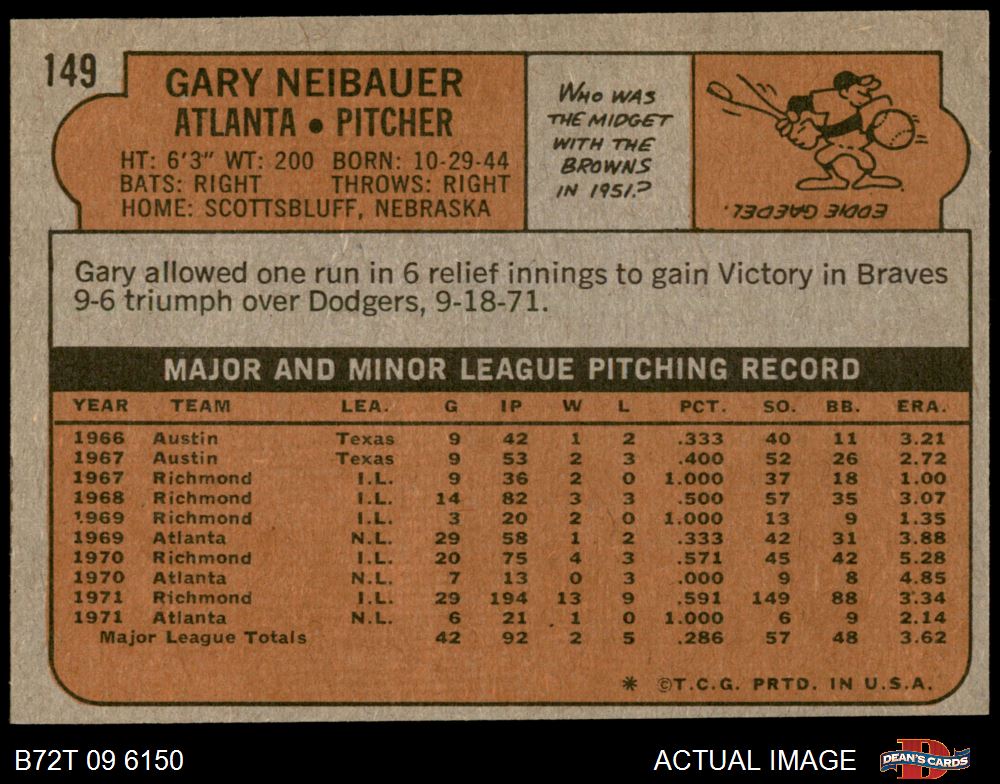 149
GARY NEIBAUER
ATLANTA • PITCHER
HT: 6'3" WT: 200 BORN: 10-29-44
BATS: RIGHT THROWS: RIGHT
HOME: SCOTTSBLUFF, NEBRASKA
WHO WAS
THE MIDGET
WITH THE
BROWNS
IN 1951?
EDDIE GAEDEL.
Gary allowed one run in 6 relief innings to gain Victory in Braves
9-6 triumph over Dodgers, 9-18-71.
MAJOR AND MINOR LEAGUE PITCHING RECORD
YEAR TEAM LEA. G IP W L PCT. SO. BB. ERA.
1966 Austin Texas 9 42 1 2 .333 40 11 3.21
1967 Austin Texas 9 53 2 3 .400 52 26 2.72
1967 Richmond I.L. 9 36 2 0 1.000 37 18 1.00
1968 Richmond I.L. 14 82 3 3 .500 57 35 3.07
1969 Richmond I.L. 3 20 2 0 1.000 13 9 1.35
1969 Atlanta N.L. 29 58 1 2 .333 42 31 3.88
1970 Richmond I.L. 20 75 4 3 .571 45 42 5.28
1970 Atlanta N.L. 7 13 0 3 .000 9 8 4.85
1971 Richmond I.L. 29 194 13 9 .591 149 88 3.34
1971 Atlanta N.L. 6 21 1 0 1.000 6 9 2.14
Major League Totals 42 92 2 5 .286 57 48 3.62
* ©T.C.G. PRTD. IN U.S.A.
B72T 09 6150 ACTUAL IMAGE
D
DEAN'S CARDS